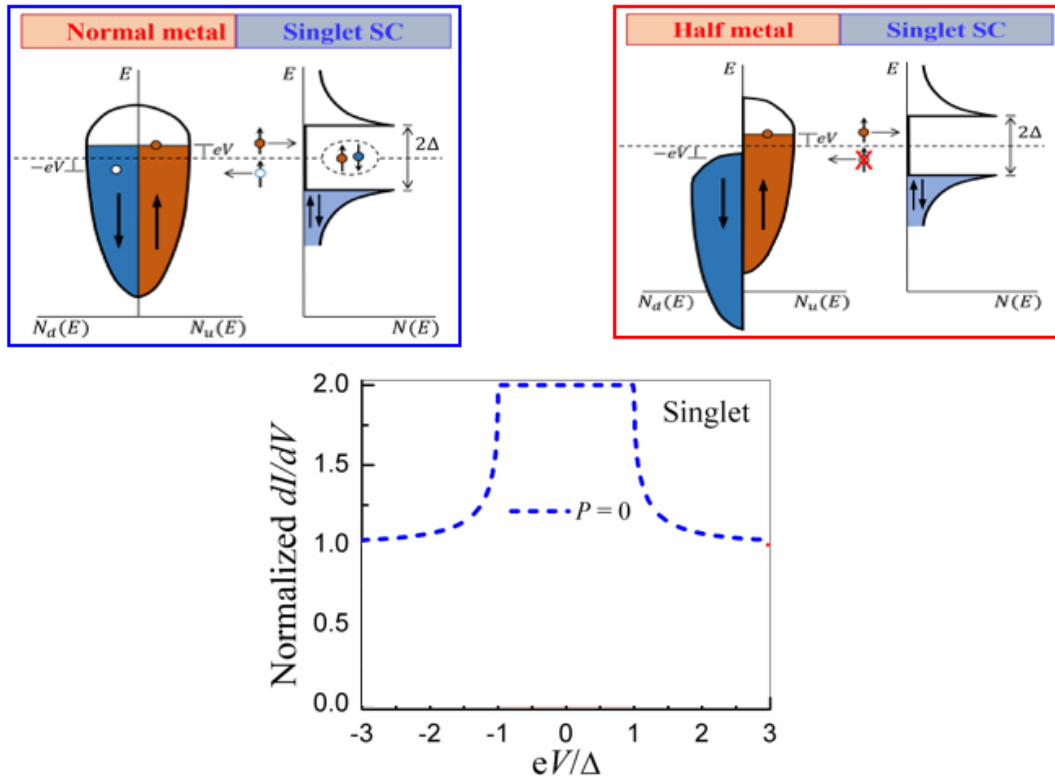 Normal metal Singlet SC
E E
eV
−eV
2Δ
N_d(E) N_u(E) N(E)
Half metal Singlet SC
E E
eV
−eV
2Δ
N_d(E) N_u(E) N(E)
Normalized dI/dV
2.0
1.5
1.0
0.5
0.0
Singlet
P = 0
-3 -2 -1 0 1 2 3
eV/Δ